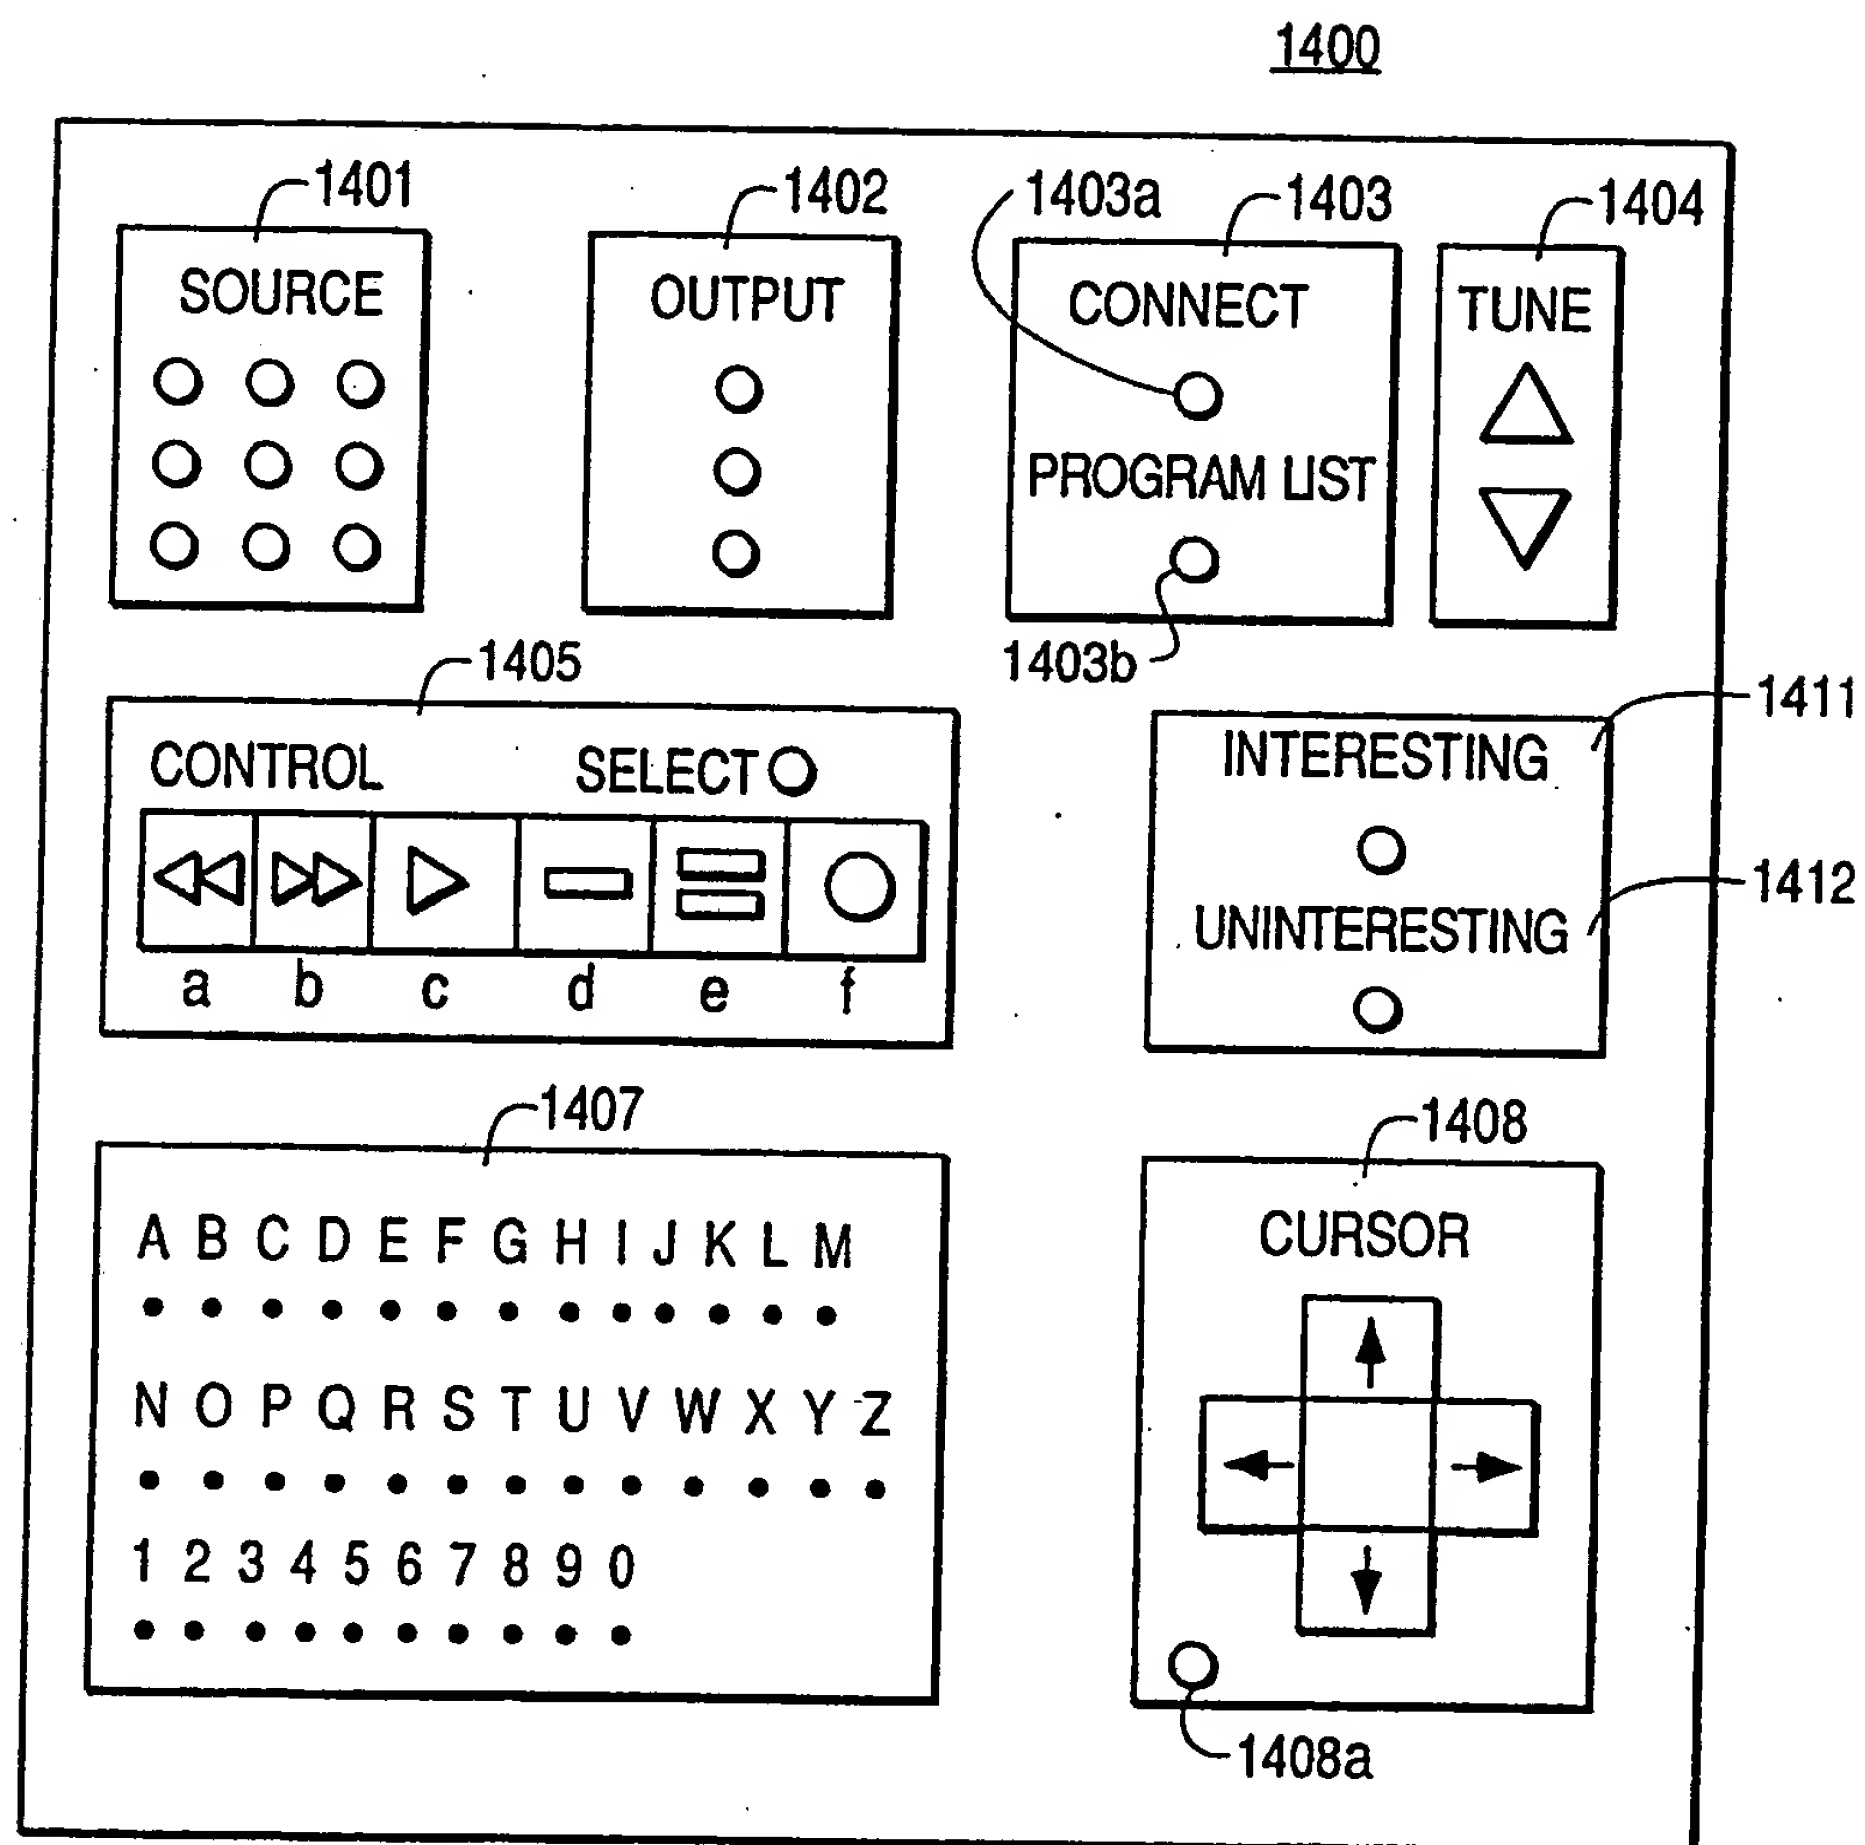 1400
1401
1402
1403a
1403
1404
SOURCE
OUTPUT
CONNECT
TUNE
PROGRAM LIST
1403b
1405
1411
CONTROL SELECT
INTERESTING
1412
UNINTERESTING
a b c d e f
1407
1408
A B C D E F G H I J K L M
CURSOR
N O P Q R S T U V W X Y Z
1 2 3 4 5 6 7 8 9 0
1408a